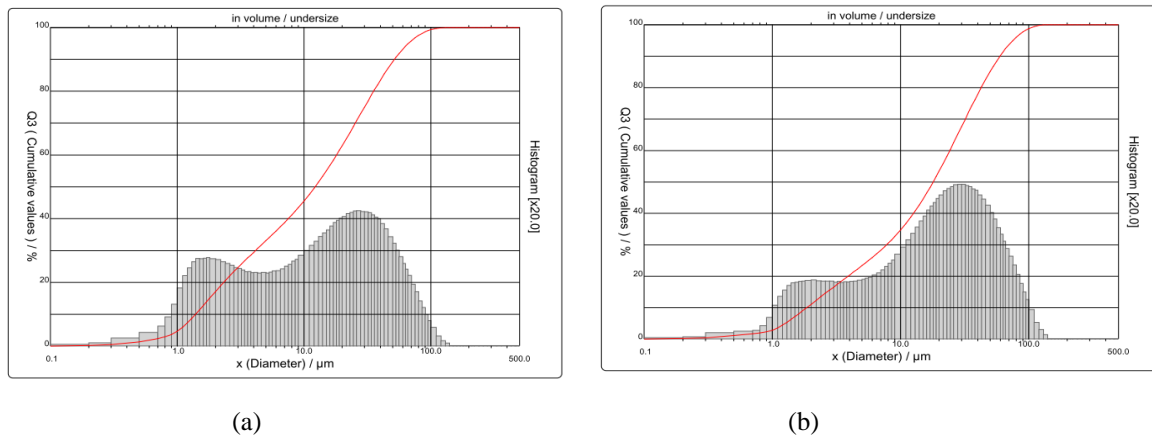 in volume / undersize
Q3 ( Cumulative values ) / %
100
80
60
40
20
0
0.1
1.0
10.0
100.0
500.0
x (Diameter) / µm
Histogram [x20.0]
(a)
in volume / undersize
Q3 ( Cumulative values ) / %
100
80
60
40
20
0
0.1
1.0
10.0
100.0
500.0
x (Diameter) / µm
Histogram [x20.0]
(b)